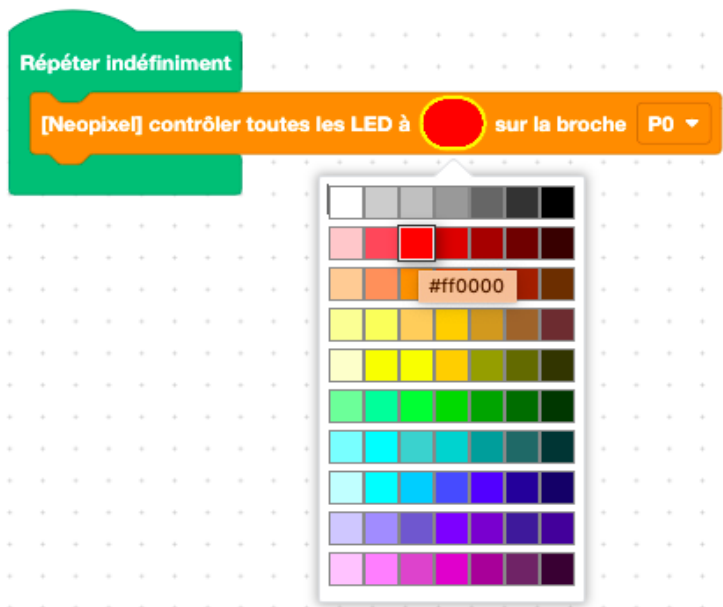 Répéter indéfiniment
[Neopixel] contrôler toutes les LED à sur la broche P0
#ff0000